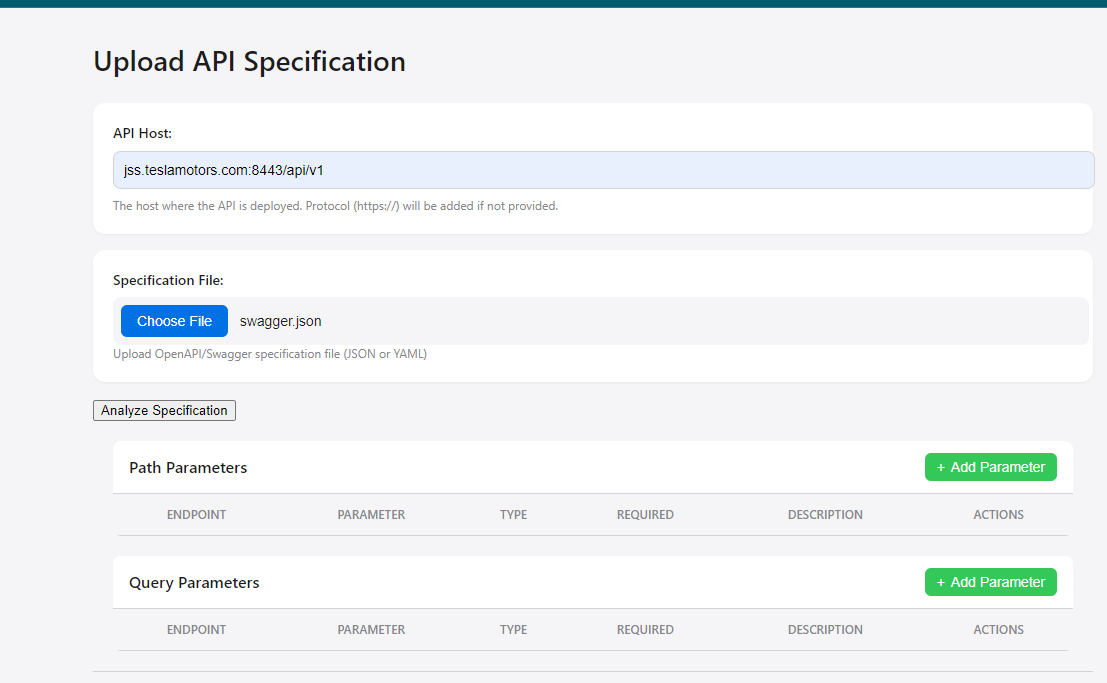 Upload API Specification
API Host:
jss.teslamotors.com:8443/api/v1
The host where the API is deployed. Protocol (https://) will be added if not provided.
Specification File:
Choose File swagger.json
Upload OpenAPI/Swagger specification file (JSON or YAML)
Analyze Specification
Path Parameters + Add Parameter
ENDPOINT PARAMETER TYPE REQUIRED DESCRIPTION ACTIONS
Query Parameters + Add Parameter
ENDPOINT PARAMETER TYPE REQUIRED DESCRIPTION ACTIONS